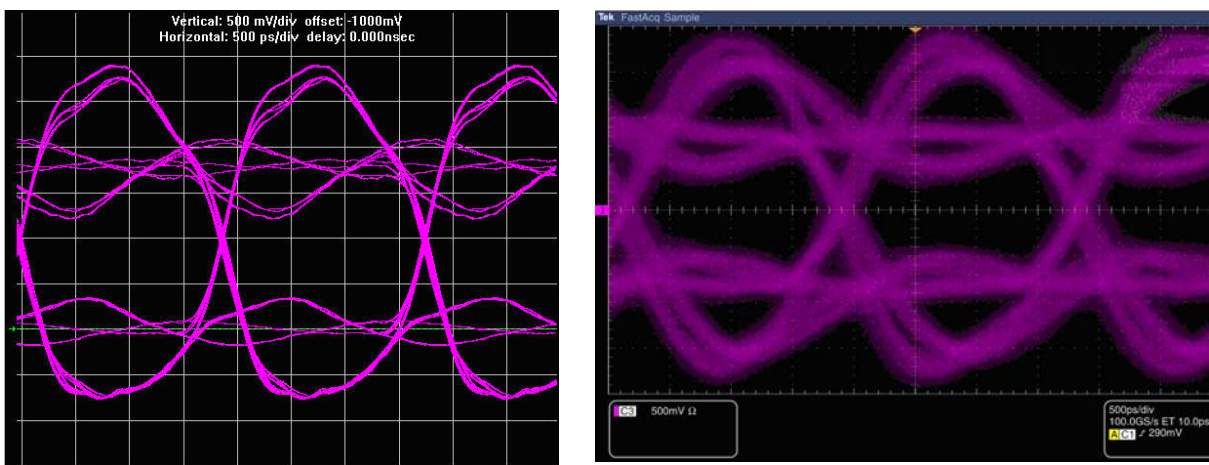 Vertical: 500 mV/div offset: -1000mV
Horizontal: 500 ps/div delay: 0.000nsec
Tek FastAcq Sample
C3 500mV Ω
500ps/div
100.0GS/s ET 10.0ps
A C1 ⌿ 290mV